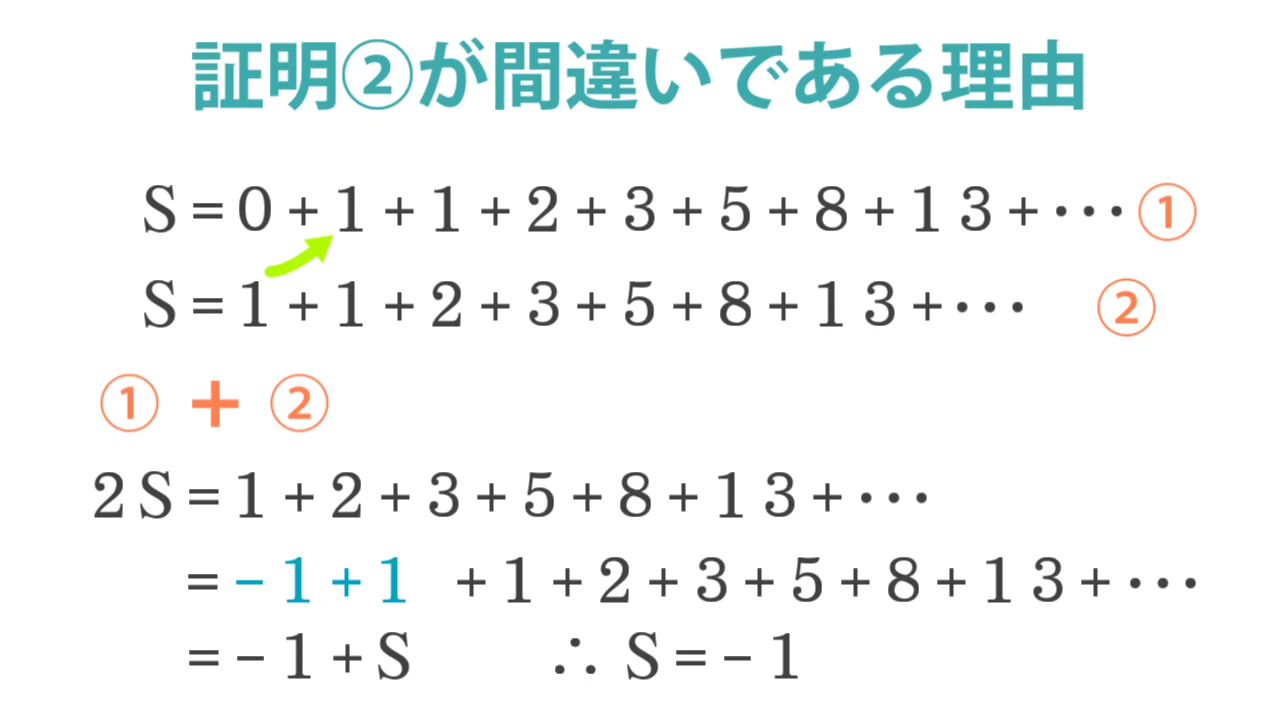 証明②が間違いである理由
S=0+1+1+2+3+5+8+13+··· ①
S=1+1+2+3+5+8+13+··· ②
①+②
2S=1+2+3+5+8+13+···
=-1+1 +1+2+3+5+8+13+···
=-1+S ∴S=-1